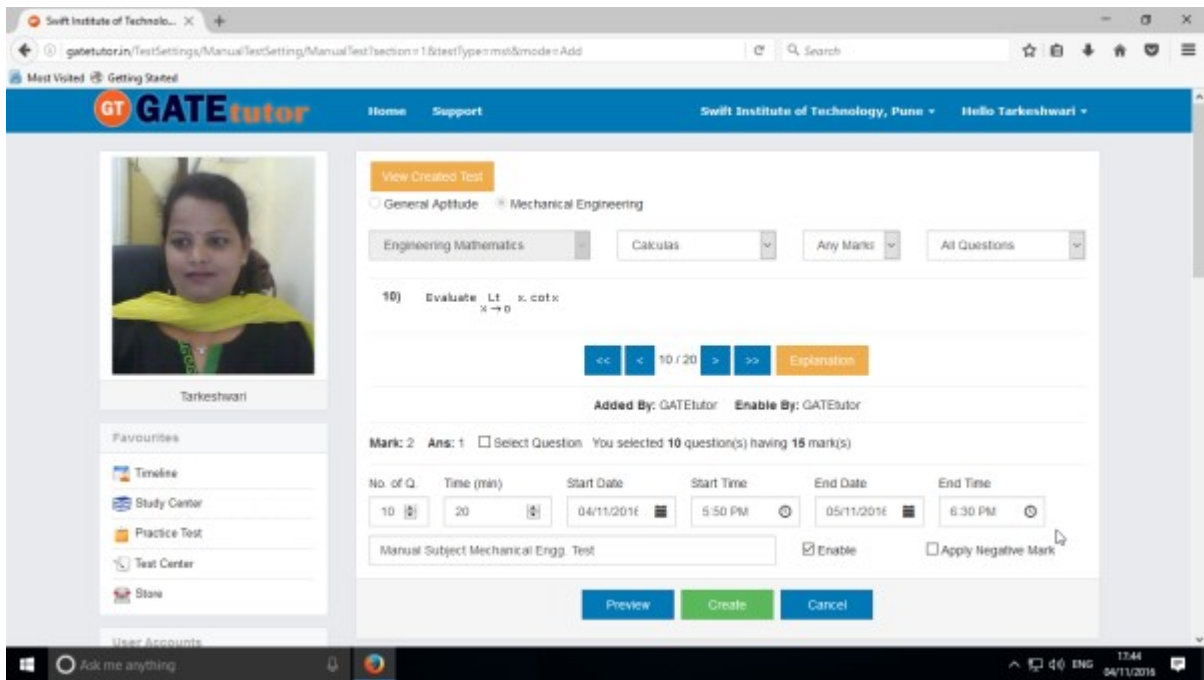 Swift Institute of Technolo...
gatetutor.in/TestSettings/ManualTestSetting/ManualTest?section=1&testType=mst&mode=Add
Search
Most Visited Getting Started
GT GATEtutor Home Support Swift Institute of Technology, Pune Hello Tarkeshwari
View Created Test
General Aptitude Mechanical Engineering
Engineering Mathematics Calculas Any Marks All Questions
10) Evaluate Lt x. cotx
x → 0
<< < 10 / 20 > >> Explanation
Added By: GATEtutor Enable By: GATEtutor
Tarkeshwari
Favourites
Timeline
Study Center
Practice Test
Test Center
Store
User Accounts
Mark: 2 Ans: 1 Select Question You selected 10 question(s) having 15 mark(s)
No. of Q. Time (min) Start Date Start Time End Date End Time
10 20 04/11/2016 5:50 PM 05/11/2016 6:30 PM
Manual Subject Mechanical Engg. Test Enable Apply Negative Mark
Preview Create Cancel
Ask me anything
ENG
17:44
04/11/2016